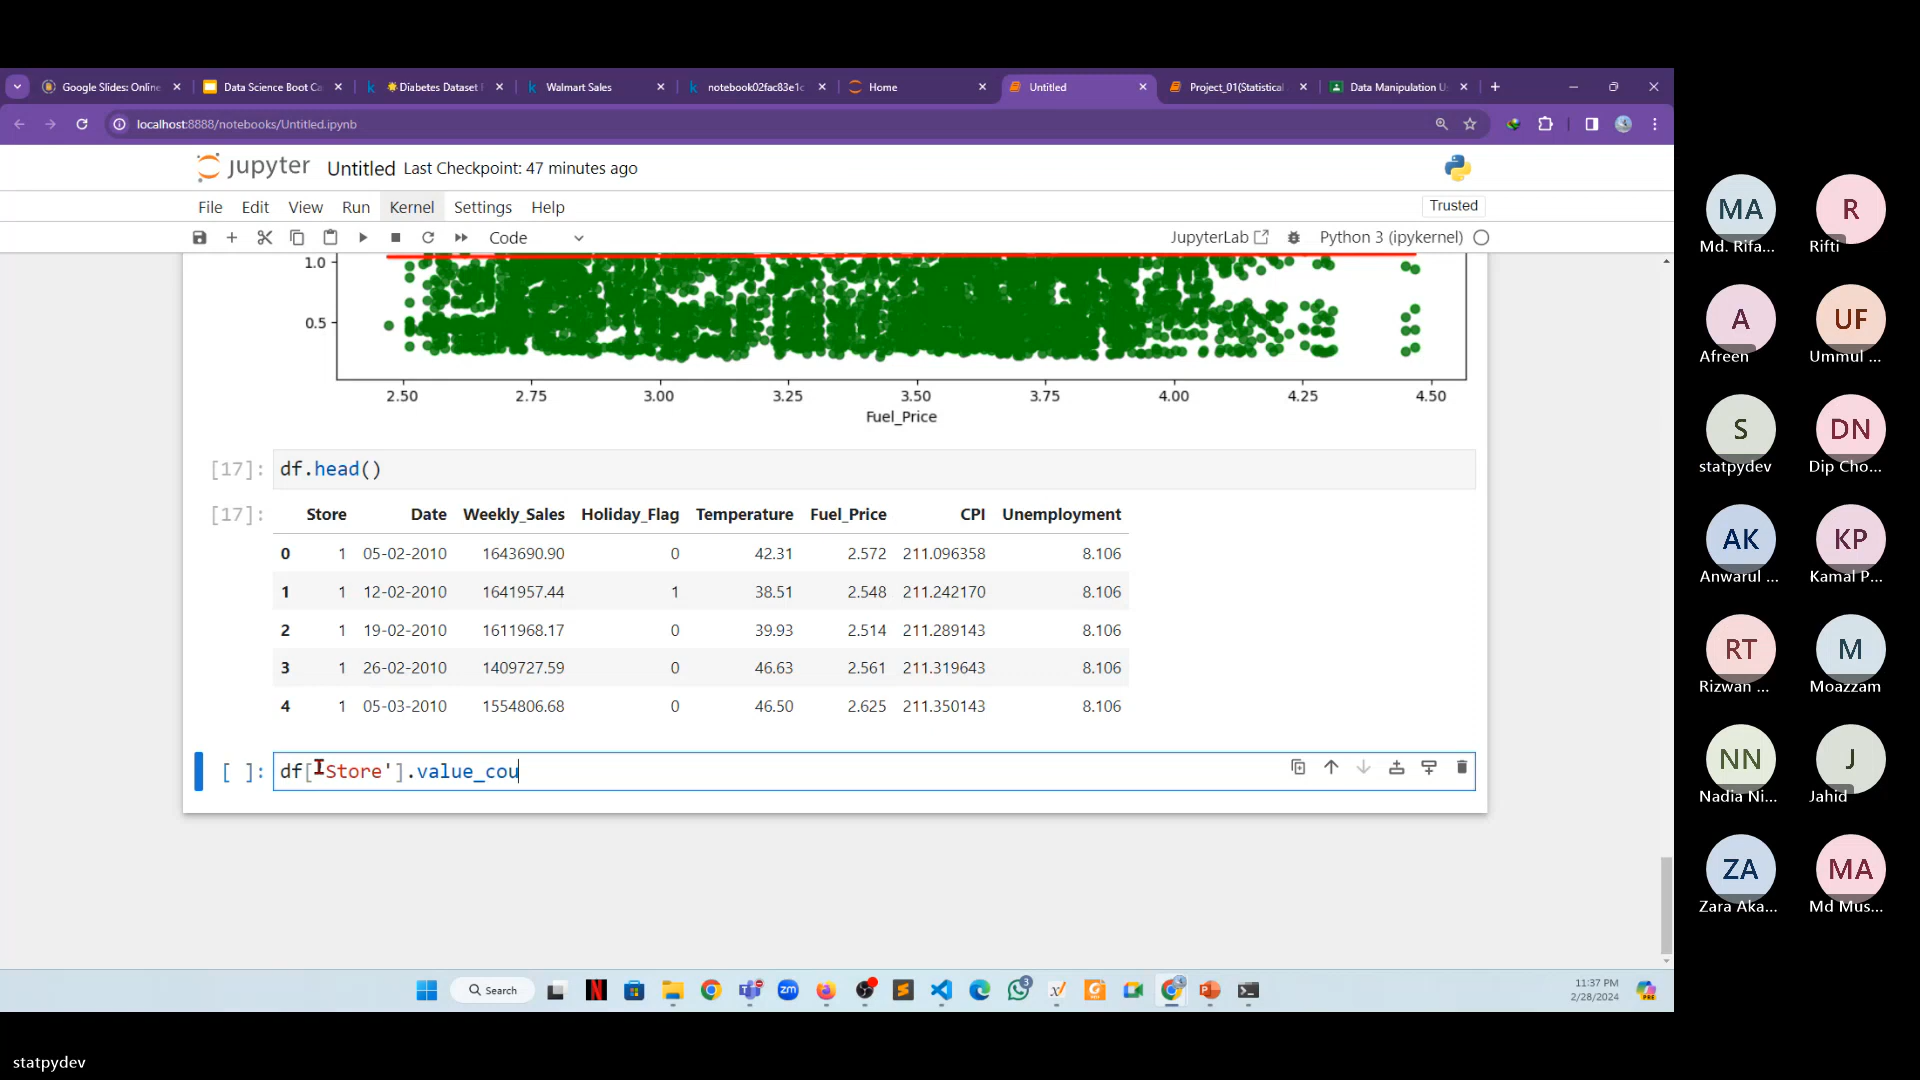 Google Slides: Online
Data Science Boot Ca
Diabetes Dataset
Walmart Sales
notebook02fac83e1c
Home
Untitled
Project_01(Statistical
Data Manipulation U
localhost:8888/notebooks/Untitled.ipynb
jupyter Untitled Last Checkpoint: 47 minutes ago
File Edit View Run Kernel Settings Help
Trusted
Code
JupyterLab
Python 3 (ipykernel)
1.0
0.5
2.50 2.75 3.00 3.25 3.50 3.75 4.00 4.25 4.50
Fuel_Price
[17]: df.head()
[17]: Store Date Weekly_Sales Holiday_Flag Temperature Fuel_Price CPI Unemployment
0 1 05-02-2010 1643690.90 0 42.31 2.572 211.096358 8.106
1 1 12-02-2010 1641957.44 1 38.51 2.548 211.242170 8.106
2 1 19-02-2010 1611968.17 0 39.93 2.514 211.289143 8.106
3 1 26-02-2010 1409727.59 0 46.63 2.561 211.319643 8.106
4 1 05-03-2010 1554806.68 0 46.50 2.625 211.350143 8.106
[ ]: df['Store'].value_cou
Search
11:37 PM
2/28/2024
MA R
Md. Rifa... Rifti
A UF
Afreen Ummul ...
S DN
statpydev Dip Cho...
AK KP
Anwarul ... Kamal P...
RT M
Rizwan ... Moazzam
NN J
Nadia Ni... Jahid
ZA MA
Zara Aka... Md Mus...
statpydev